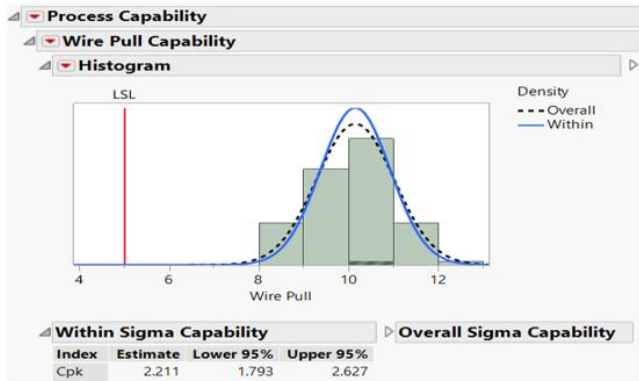 Process Capability
Wire Pull Capability
Histogram
LSL
Density
Overall
Within
4 6 8 10 12
Wire Pull
Within Sigma Capability
Overall Sigma Capability
Index Estimate Lower 95% Upper 95%
Cpk 2.211 1.793 2.627